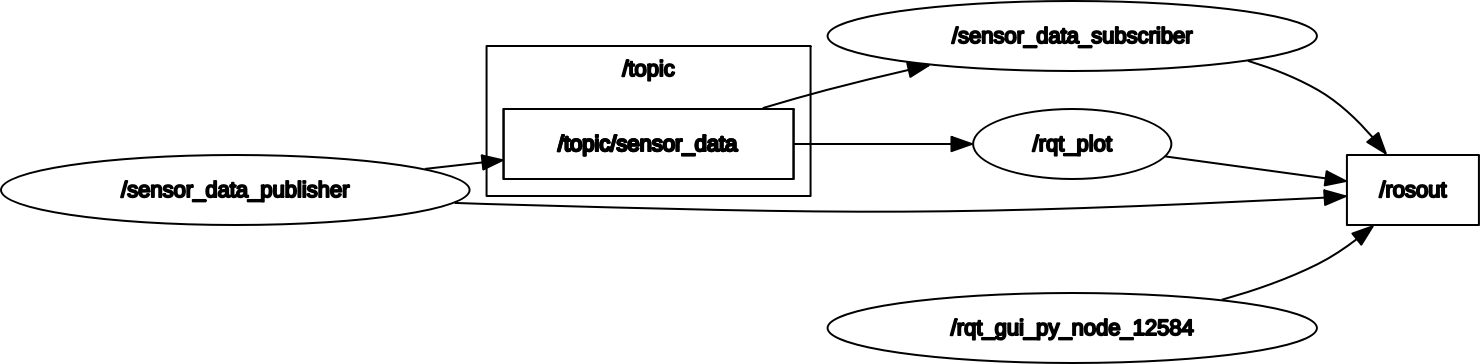 /sensor_data_subscriber
/topic
/topic/sensor_data
/rqt_plot
/sensor_data_publisher
/rosout
/rqt_gui_py_node_12584